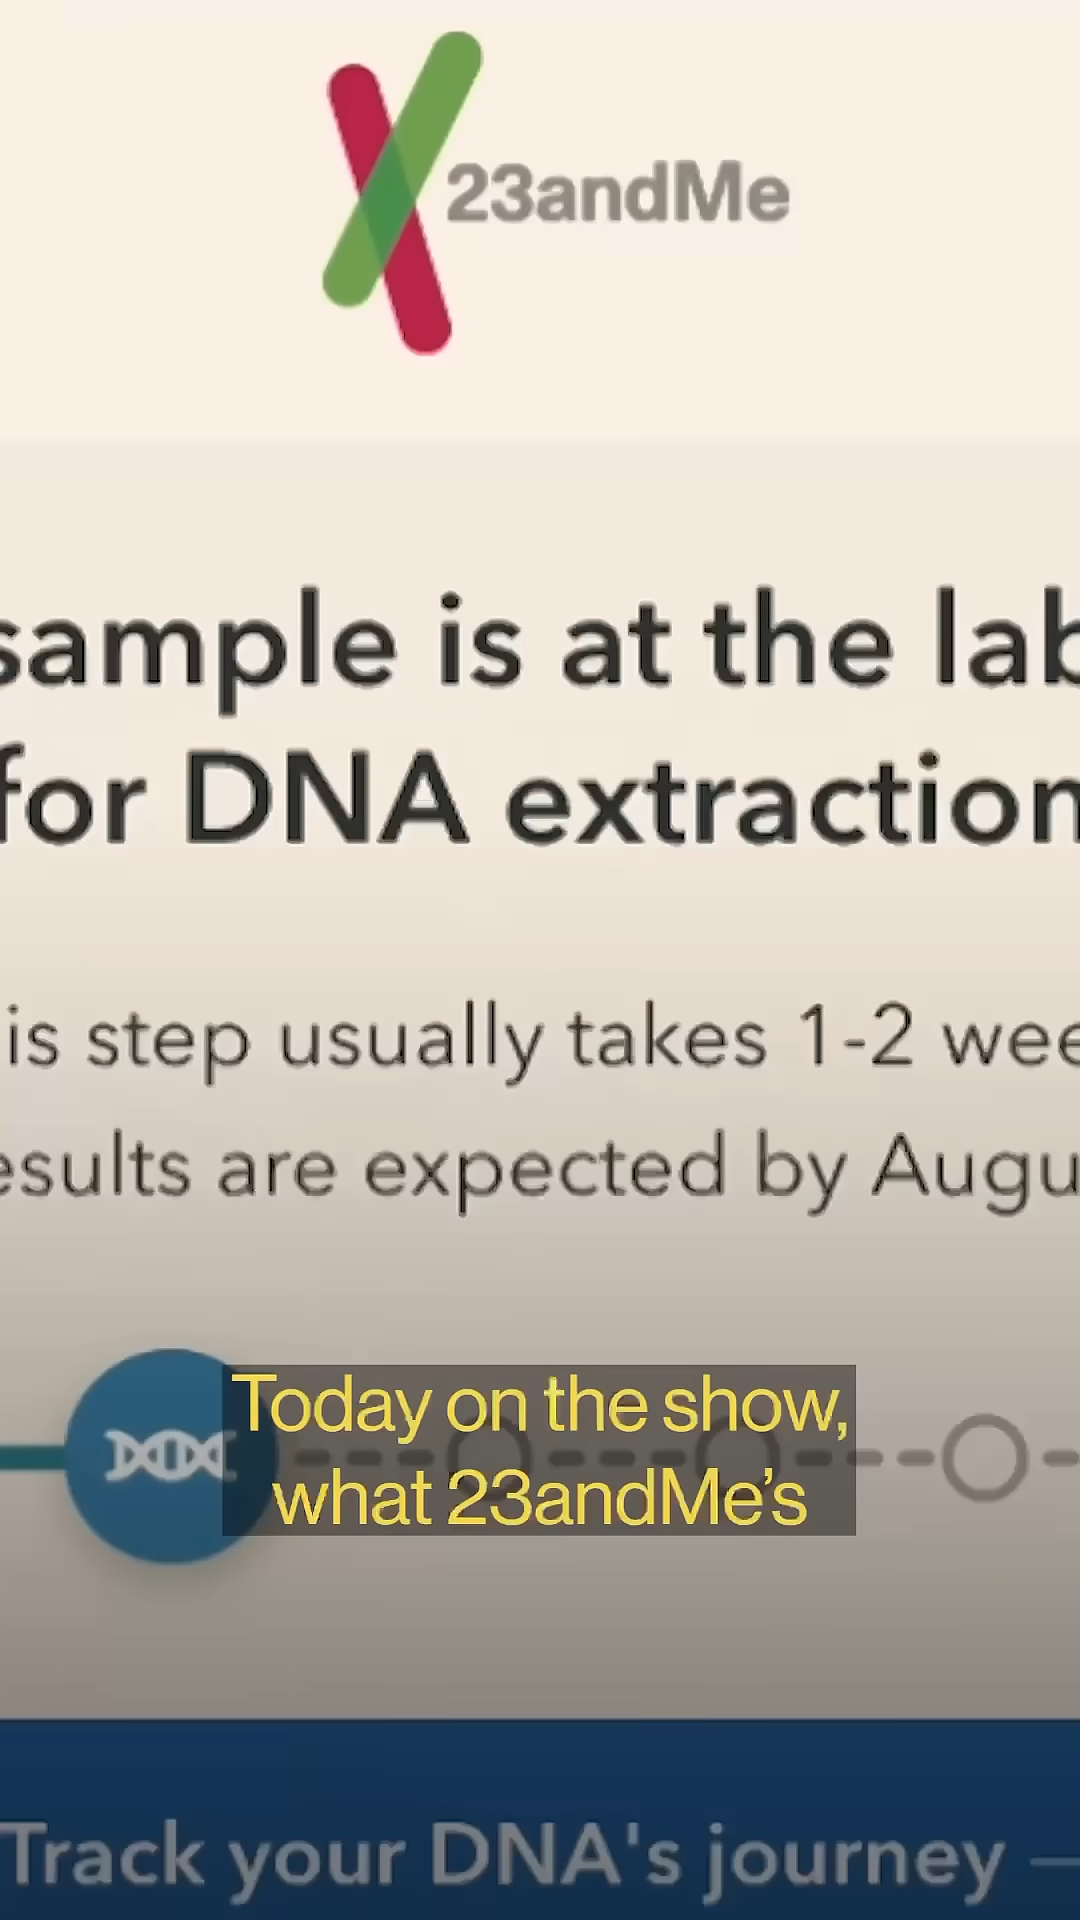 23andMe
sample is at the lab
for DNA extraction
is step usually takes 1-2 wee
esults are expected by Augu
Today on the show,
what 23andMe’s
Track your DNA's journey